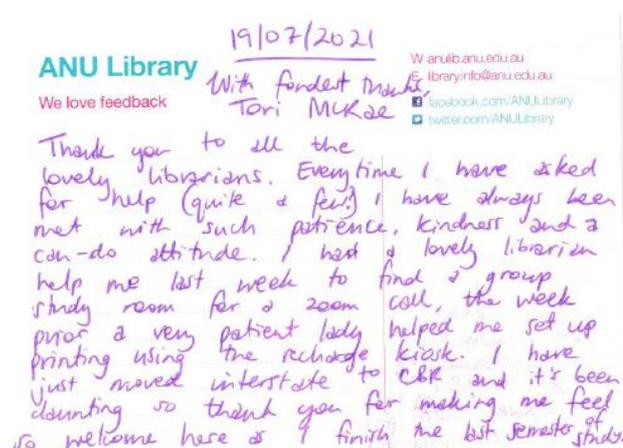 19/07/2021
ANU Library
We love feedback
W anulib.anu.edu.au
E library.info@anu.edu.au
facebook.com/ANULibrary
twitter.com/ANULibrary
With fondest thanks,
Tori McRae
Thank you to all the
lovely librarians. Everytime I have asked
for help (quite a few!) I have always been
met with such patience, kindness and a
can-do attitude. I had a lovely librarian
help me last week to find a group
study room for a zoom call, the week
prior a very patient lady helped me set up
printing using the recharge kiosk. I have
just moved interstate to CBR and it's been
daunting so thank you for making me feel
so welcome here as I finish me last semester of study